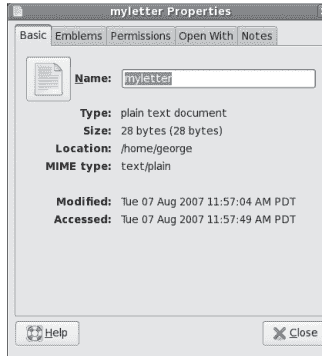 myletter Properties
Basic Emblems Permissions Open With Notes
Name: myletter
Type: plain text document
Size: 28 bytes (28 bytes)
Location: /home/george
MIME type: text/plain
Modified: Tue 07 Aug 2007 11:57:04 AM PDT
Accessed: Tue 07 Aug 2007 11:57:49 AM PDT
Help Close